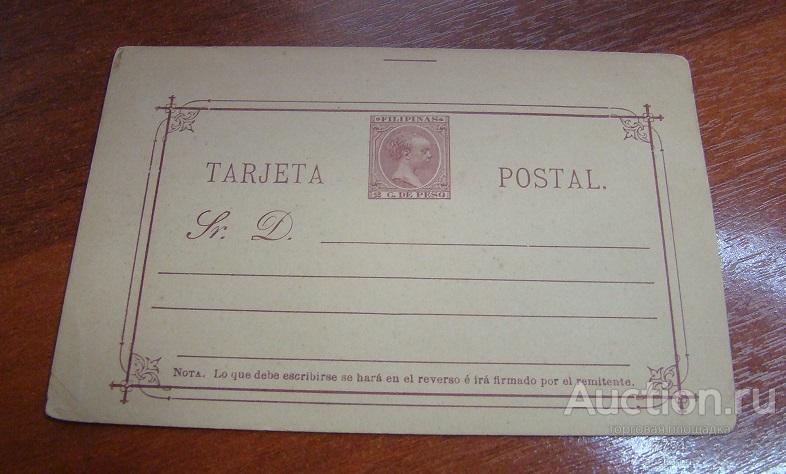 *FILIPINAS*
TARJETA
POSTAL.
2 C. DE PESO
Sr. D.
NOTA. Lo que debe escribirse se hará en el reverso é irá firmado por el remitente.
Auction.ru
торговая площадка